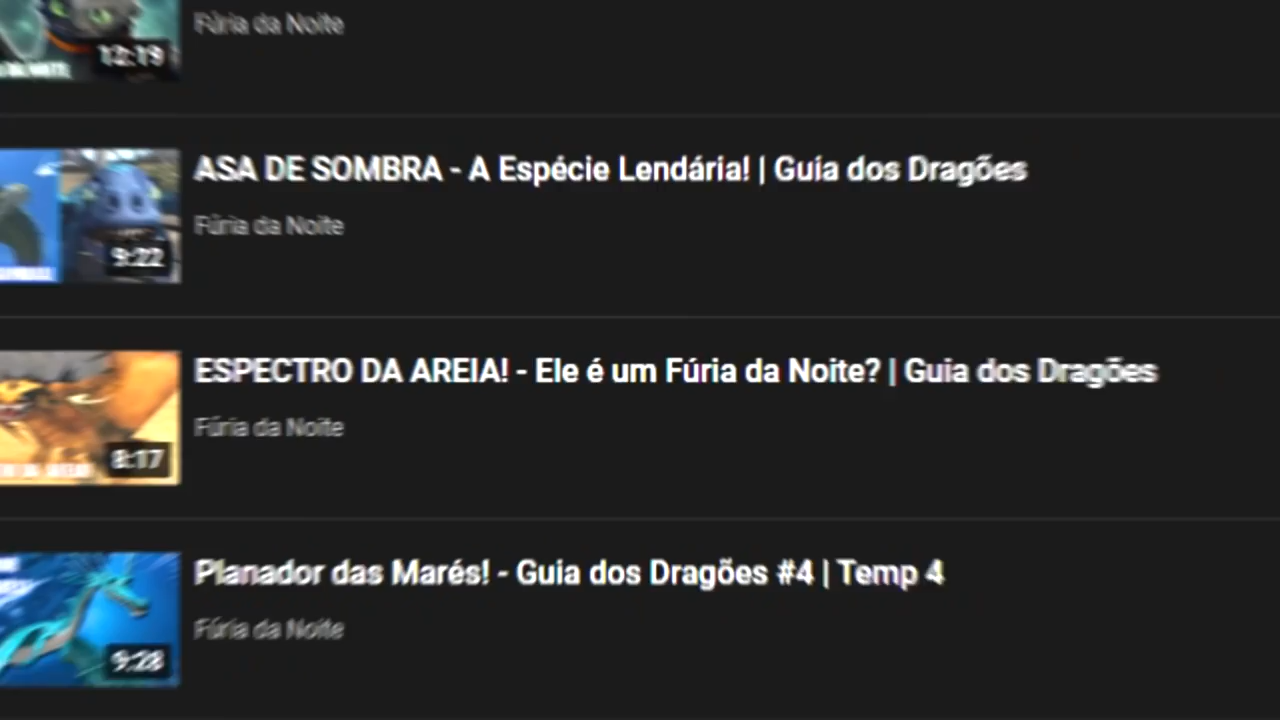 Fúria da Noite
12:19
ASA DE SOMBRA - A Espécie Lendária! | Guia dos Dragões
Fúria da Noite
9:22
ESPECTRO DA AREIA! - Ele é um Fúria da Noite? | Guia dos Dragões
Fúria da Noite
8:17
Planador das Marés! - Guia dos Dragões #4 | Temp 4
Fúria da Noite
9:28